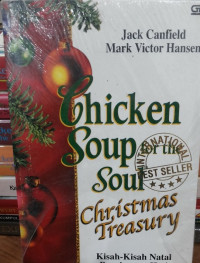 Jack Canfield
Mark Victor Hansen
Chicken
Soup for the
Soul
INTERNATIONAL
BEST SELLER
Christmas
Treasury
Kisah-Kisah Natal